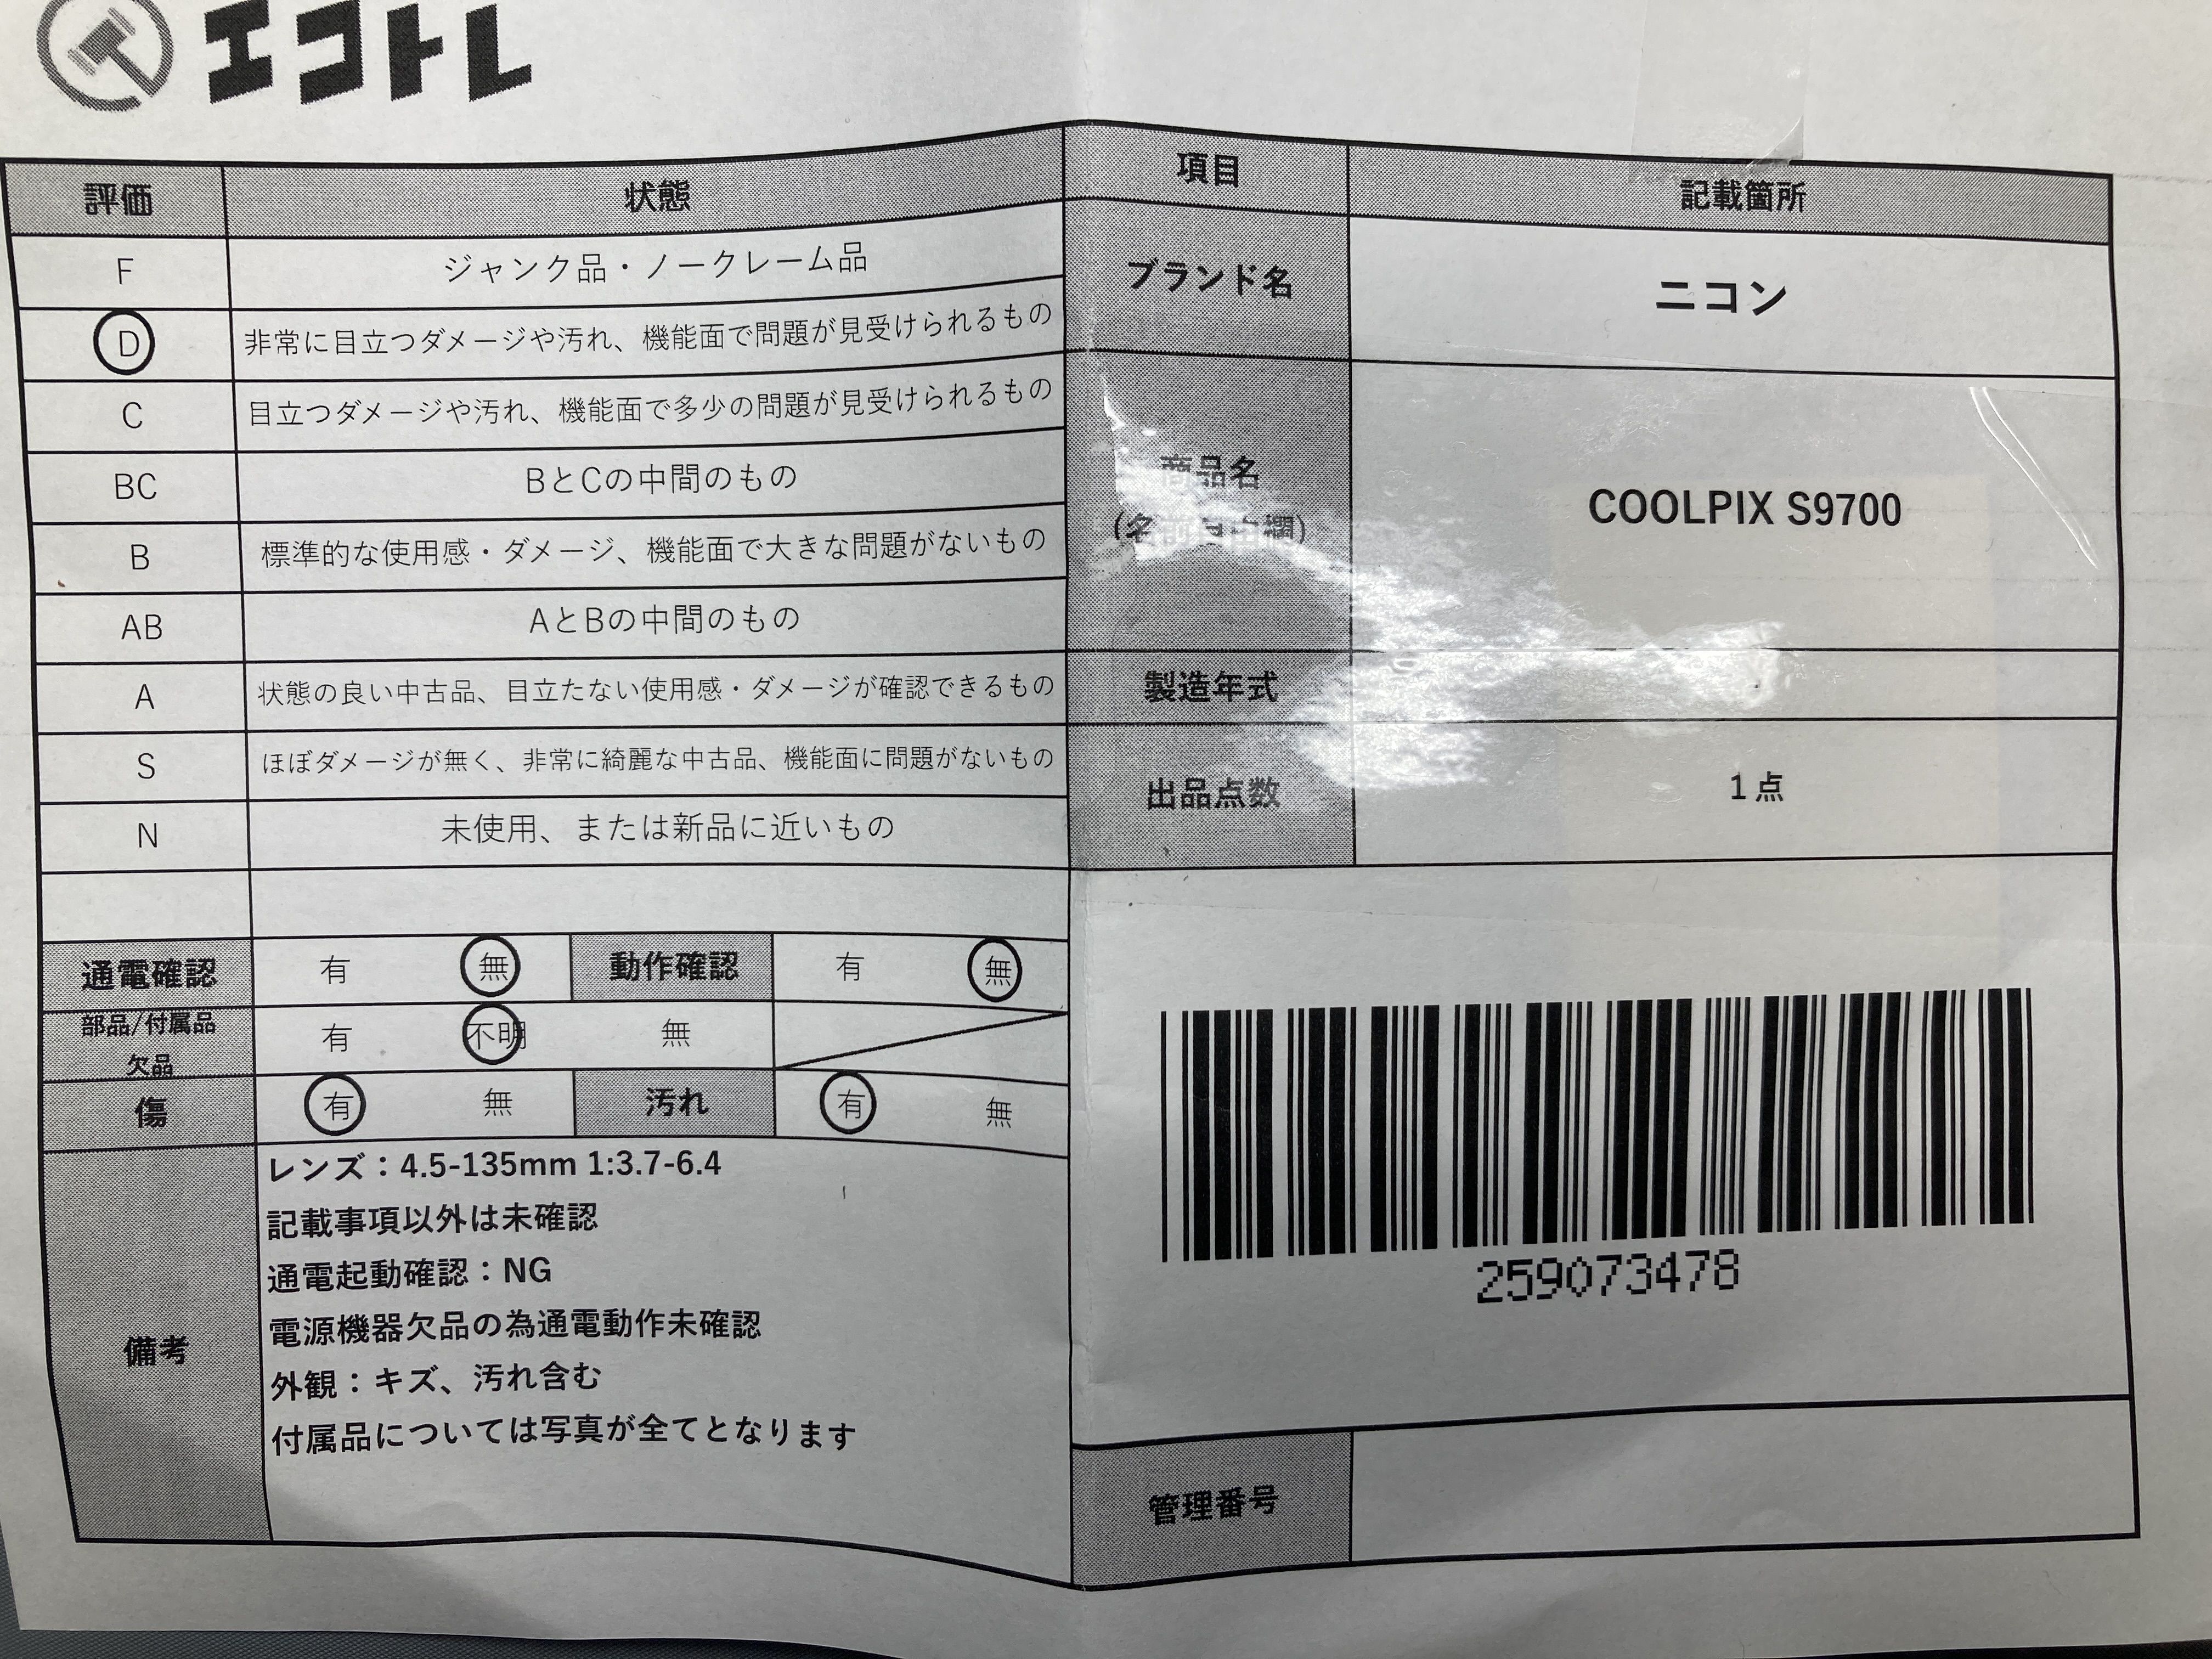 エコトレ
評価 状態
F ジャンク品・ノークレーム品
D 非常に目立つダメージや汚れ、機能面で問題が見受けられるもの
C 目立つダメージや汚れ、機能面で多少の問題が見受けられるもの
BC BとCの中間のもの
B 標準的な使用感・ダメージ、機能面で大きな問題がないもの
AB AとBの中間のもの
A 状態の良い中古品、目立たない使用感・ダメージが確認できるもの
S ほぼダメージが無く、非常に綺麗な中古品、機能面に問題がないもの
N 未使用、または新品に近いもの
通電確認 有 無 動作確認 有 無
部品/付属品
欠品 有 不明 無
傷 有 無 汚れ 有 無
備考
レンズ：4.5-135mm 1:3.7-6.4
記載事項以外は未確認
通電起動確認：NG
電源機器欠品の為通電動作未確認
外観：キズ、汚れ含む
付属品については写真が全てとなります
項目 記載箇所
ブランド名 ニコン
商品名
COOLPIX S9700
製造年式
出品点数 1点
259073478
管理番号